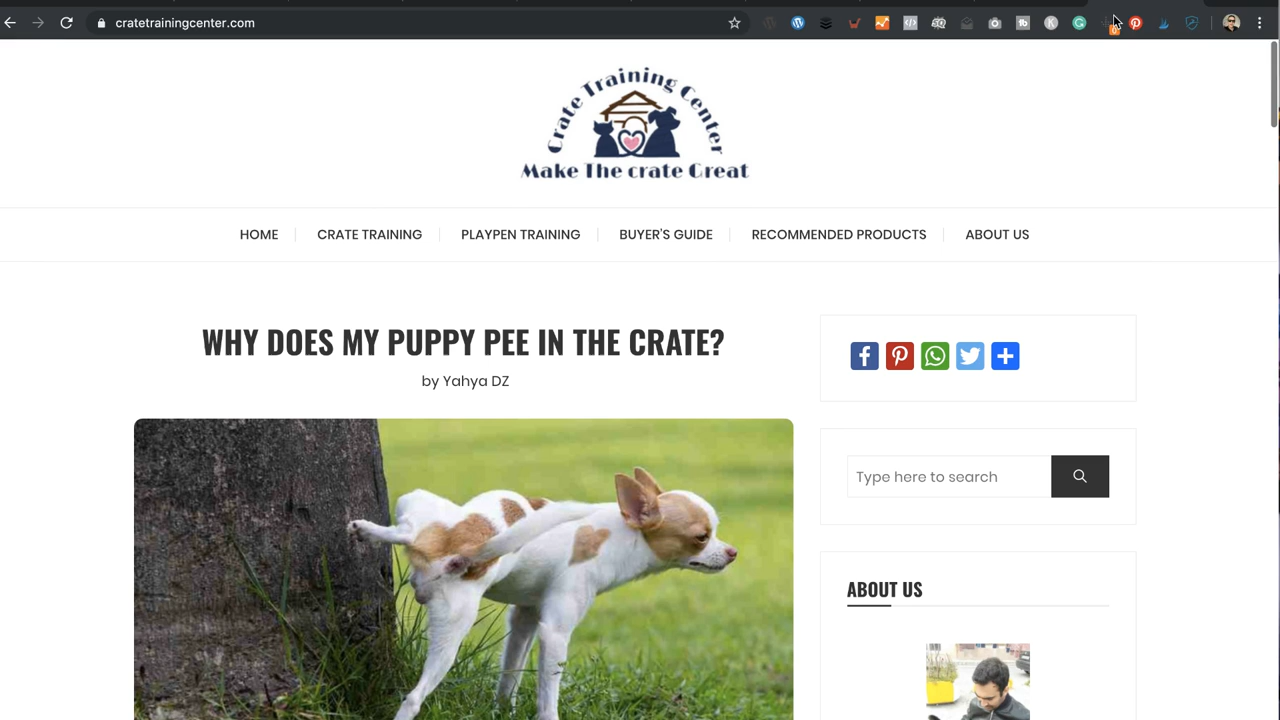 cratetrainingcenter.com
Crate Training Center
Make The crate Great
HOME
CRATE TRAINING
PLAYPEN TRAINING
BUYER'S GUIDE
RECOMMENDED PRODUCTS
ABOUT US
WHY DOES MY PUPPY PEE IN THE CRATE?
by Yahya DZ
Type here to search
ABOUT US